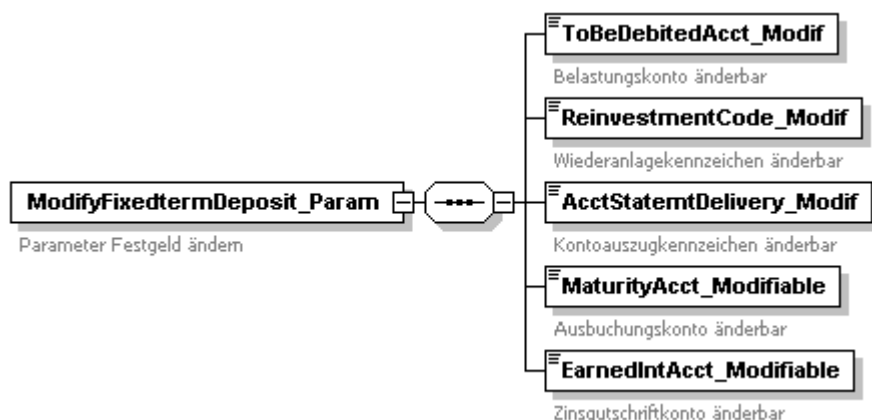 ToBeDebitedAcct_Modif
Belastungskonto änderbar
ReinvestmentCode_Modif
Wiederanlagekennzeichen änderbar
ModifyFixedtermDeposit_Param
Parameter Festgeld ändern
AcctStatemtDelivery_Modif
Kontoauszugkennzeichen änderbar
MaturityAcct_Modifiable
Ausbuchungskonto änderbar
EarnedIntAcct_Modifiable
Zinsgutschriftkonto änderbar